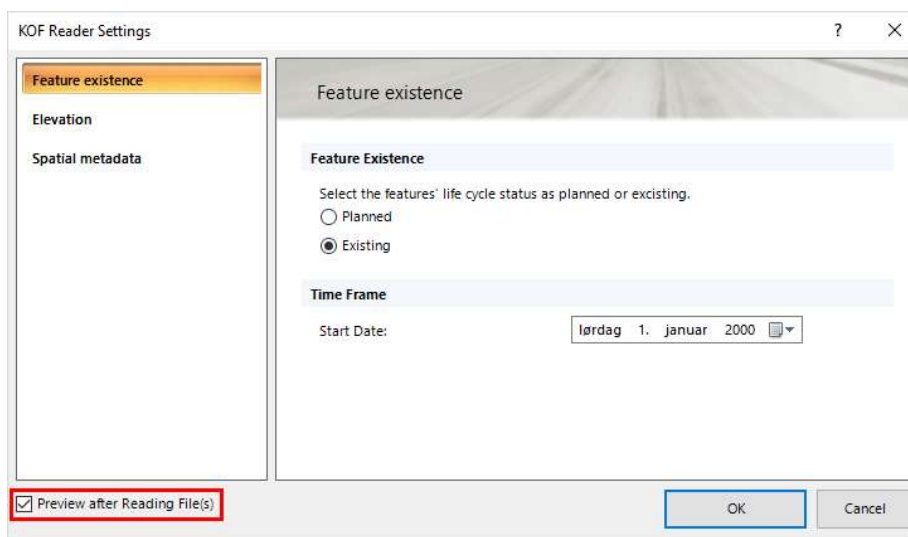 KOF Reader Settings
?
Feature existence
Elevation
Spatial metadata
Feature existence
Feature Existence
Select the features' life cycle status as planned or excisting.
Planned
Existing
Time Frame
Start Date:
lørdag 1. januar 2000
Preview after Reading File(s)
OK
Cancel